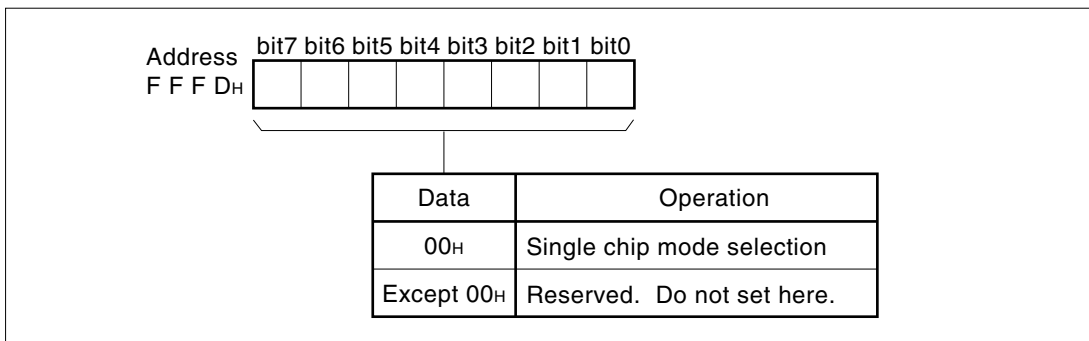 bit7 bit6 bit5 bit4 bit3 bit2 bit1 bit0
Address
F F F DH
Data Operation
00H Single chip mode selection
Except 00H Reserved. Do not set here.